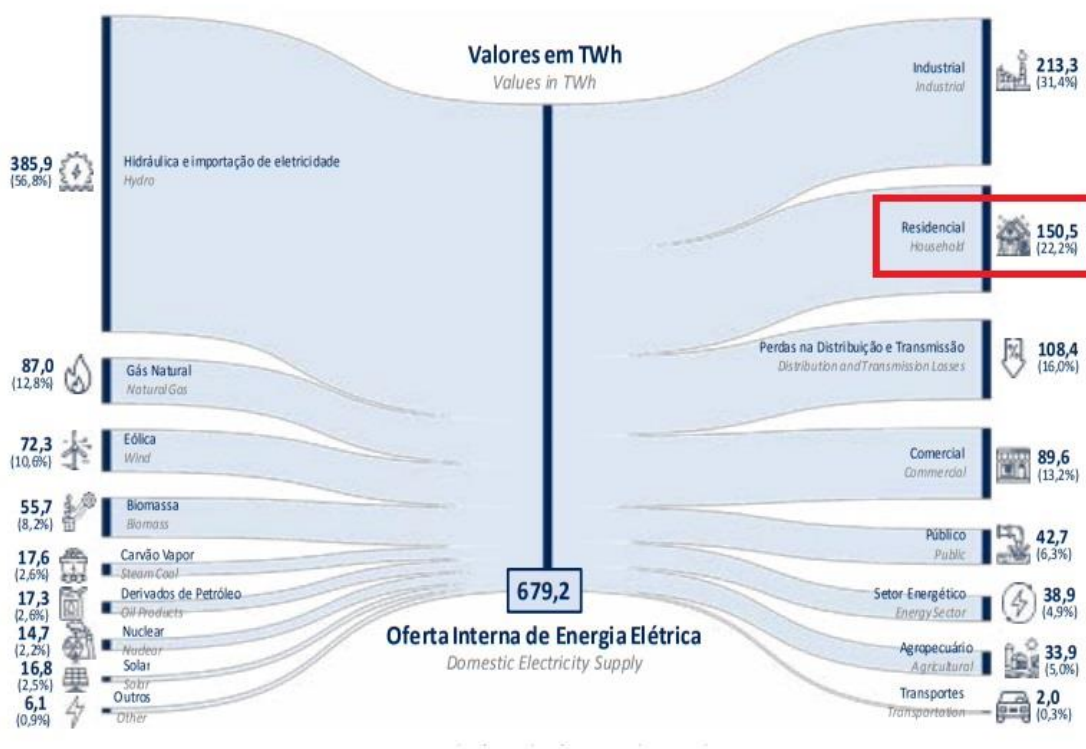 Valores em TWh
Values in TWh
385,9
(56,8%)
Hidráulica e importação de eletricidade
Hydro
87,0
(12,8%)
Gás Natural
Natural Gas
72,3
(10,6%)
Eólica
Wind
55,7
(8,2%)
Biomassa
Biomass
17,6
(2,6%)
Carvão Vapor
Steam Coal
17,3
(2,6%)
Derivados de Petróleo
Oil Products
14,7
(2,2%)
Nuclear
Nuclear
16,8
(2,5%)
Solar
Solar
6,1
(0,9%)
Outros
Other
679,2
Oferta Interna de Energia Elétrica
Domestic Electricity Supply
Industrial
Industrial
213,3
(31,4%)
Residencial
Household
150,5
(22,2%)
Perdas na Distribuição e Transmissão
Distribution and Transmission Losses
%
108,4
(16,0%)
Comercial
Commercial
89,6
(13,2%)
Público
Public
42,7
(6,3%)
Setor Energético
Energy Sector
38,9
(4,9%)
Agropecuário
Agricultural
33,9
(5,0%)
Transportes
Transportation
2,0
(0,3%)